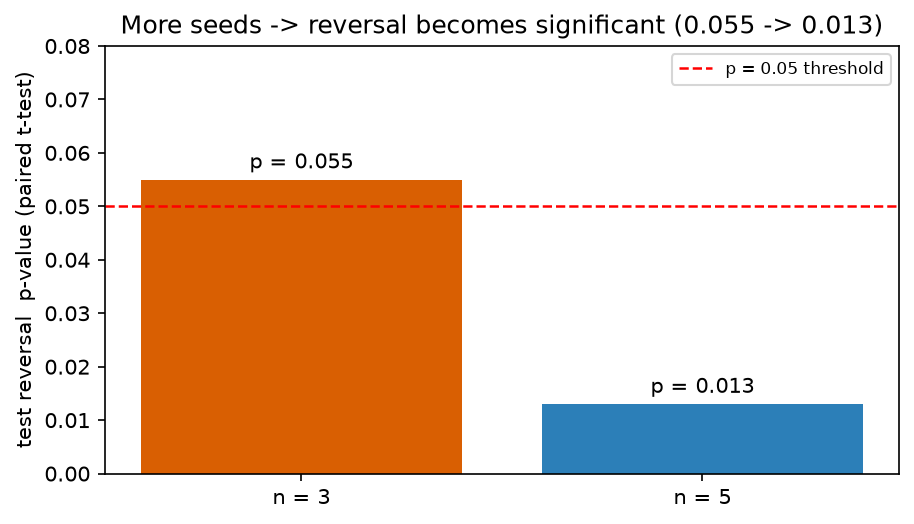 More seeds -> reversal becomes significant (0.055 -> 0.013)
p = 0.05 threshold
test reversal  p-value (paired t-test)
0.08
0.07
0.06
0.05
0.04
0.03
0.02
0.01
0.00
p = 0.055
p = 0.013
n = 3
n = 5